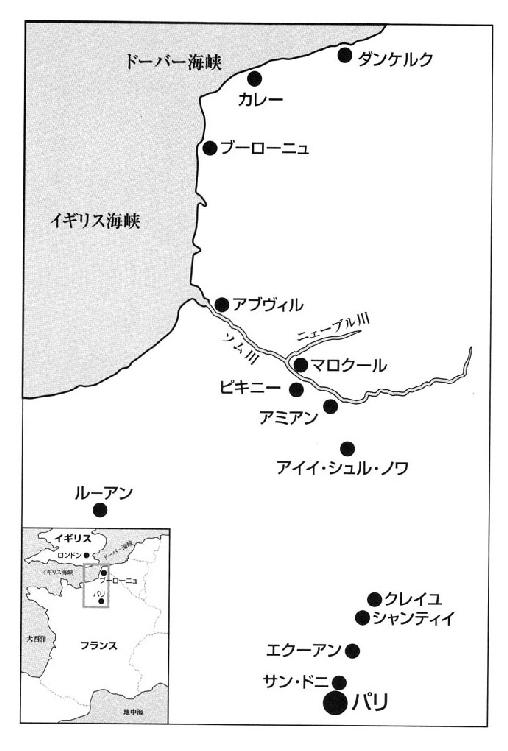 ドーバー海峡
ダンケルク
カレー
ブーローニュ
イギリス海峡
アブヴィル
ニェーブル川
ソム川
マロクール
ピキニー
アミアン
アイイ・シュル・ノワ
ルーアン
イギリス
ロンドン
ドーバー海峡
イギリス海峡
ブーローニュ
パリ
大西洋
フランス
地中海
クレイユ
シャンティイ
エクーアン
サン・ドニ
パリ